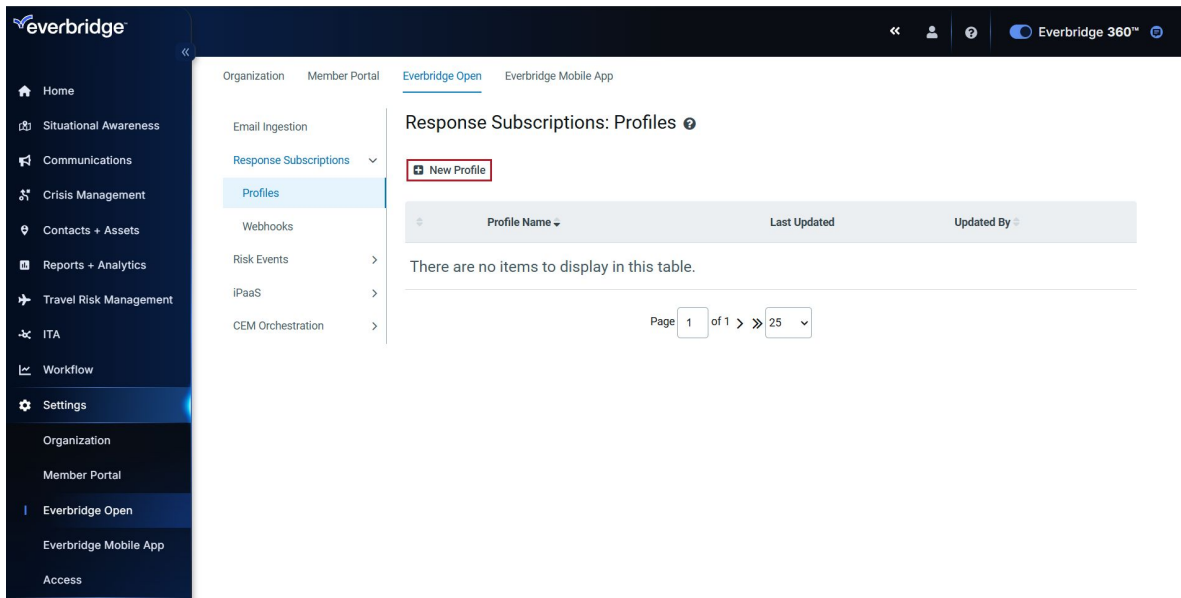 everbridge
Everbridge 360™
Home
Situational Awareness
Communications
Crisis Management
Contacts + Assets
Reports + Analytics
Travel Risk Management
ITA
Workflow
Settings
Organization
Member Portal
Everbridge Open
Everbridge Mobile App
Access
Organization Member Portal Everbridge Open Everbridge Mobile App
Email Ingestion
Response Subscriptions
Profiles
Webhooks
Risk Events
iPaaS
CEM Orchestration
Response Subscriptions: Profiles
New Profile
Profile Name Last Updated Updated By
There are no items to display in this table.
Page 1 of 1 25